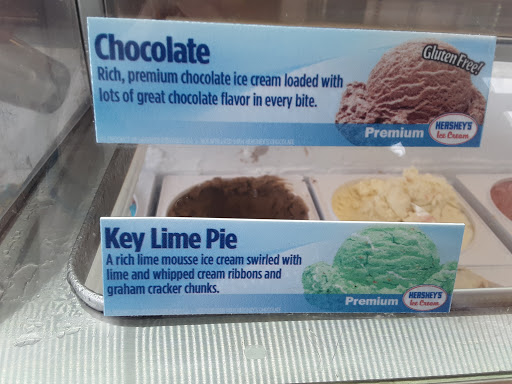 Chocolate
Gluten Free!
Rich, premium chocolate ice cream loaded with
lots of great chocolate flavor in every bite.
Premium
HERSHEY'S
Ice Cream
Key Lime Pie
A rich lime mousse ice cream swirled with
lime and whipped cream ribbons and
graham cracker chunks.
Premium
HERSHEY'S
Ice Cream